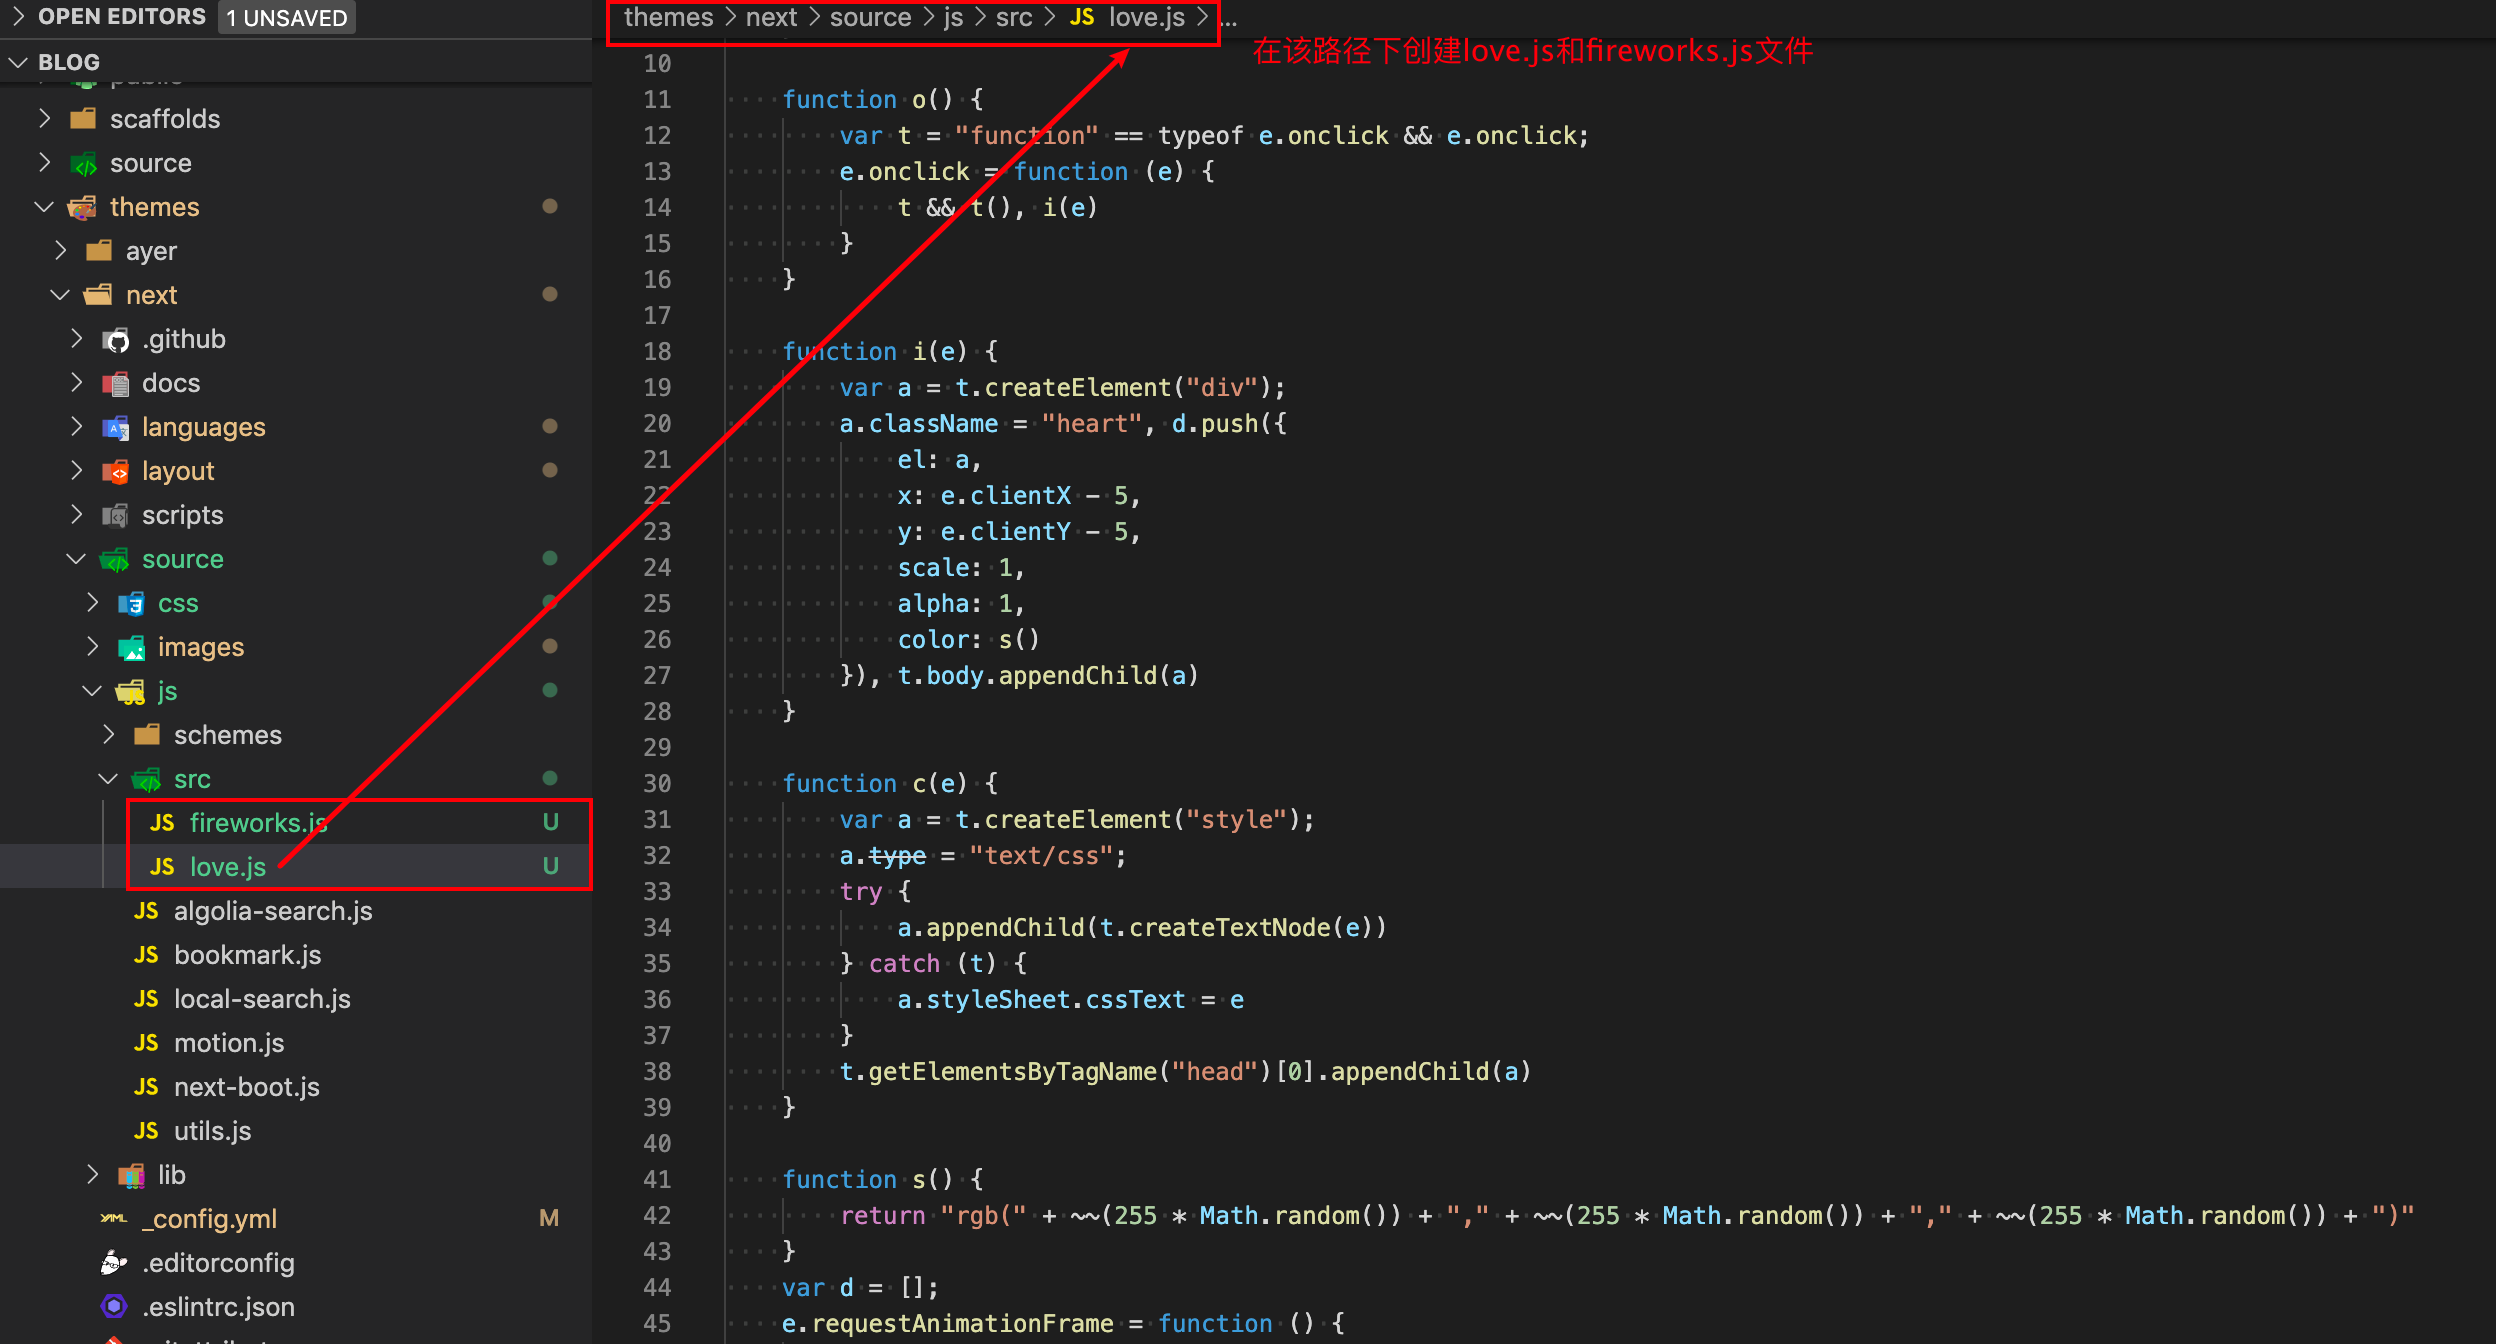 OPEN EDITORS 1 UNSAVED
BLOG
scaffolds
source
themes
ayer
next
.github
docs
languages
layout
scripts
source
css
images
js
schemes
src
JS fireworks.js U
JS love.js U
JS algolia-search.js
JS bookmark.js
JS local-search.js
JS motion.js
JS next-boot.js
JS utils.js
lib
_config.yml M
.editorconfig
.eslintrc.json
themes > next > source > js > src > JS love.js > ...
在该路径下创建love.js和fireworks.js文件
10
11 function o() {
12 var t = "function" == typeof e.onclick && e.onclick;
13 e.onclick = function (e) {
14 t && t(), i(e)
15 }
16 }
17
18 function i(e) {
19 var a = t.createElement("div");
20 a.className = "heart", d.push({
21 el: a,
22 x: e.clientX - 5,
23 y: e.clientY - 5,
24 scale: 1,
25 alpha: 1,
26 color: s()
27 }), t.body.appendChild(a)
28 }
29
30 function c(e) {
31 var a = t.createElement("style");
32 a.type = "text/css";
33 try {
34 a.appendChild(t.createTextNode(e))
35 } catch (t) {
36 a.styleSheet.cssText = e
37 }
38 t.getElementsByTagName("head")[0].appendChild(a)
39 }
40
41 function s() {
42 return "rgb(" + ~~(255 * Math.random()) + "," + ~~(255 * Math.random()) + "," + ~~(255 * Math.random()) + ")"
43 }
44 var d = [];
45 e.requestAnimationFrame = function () {